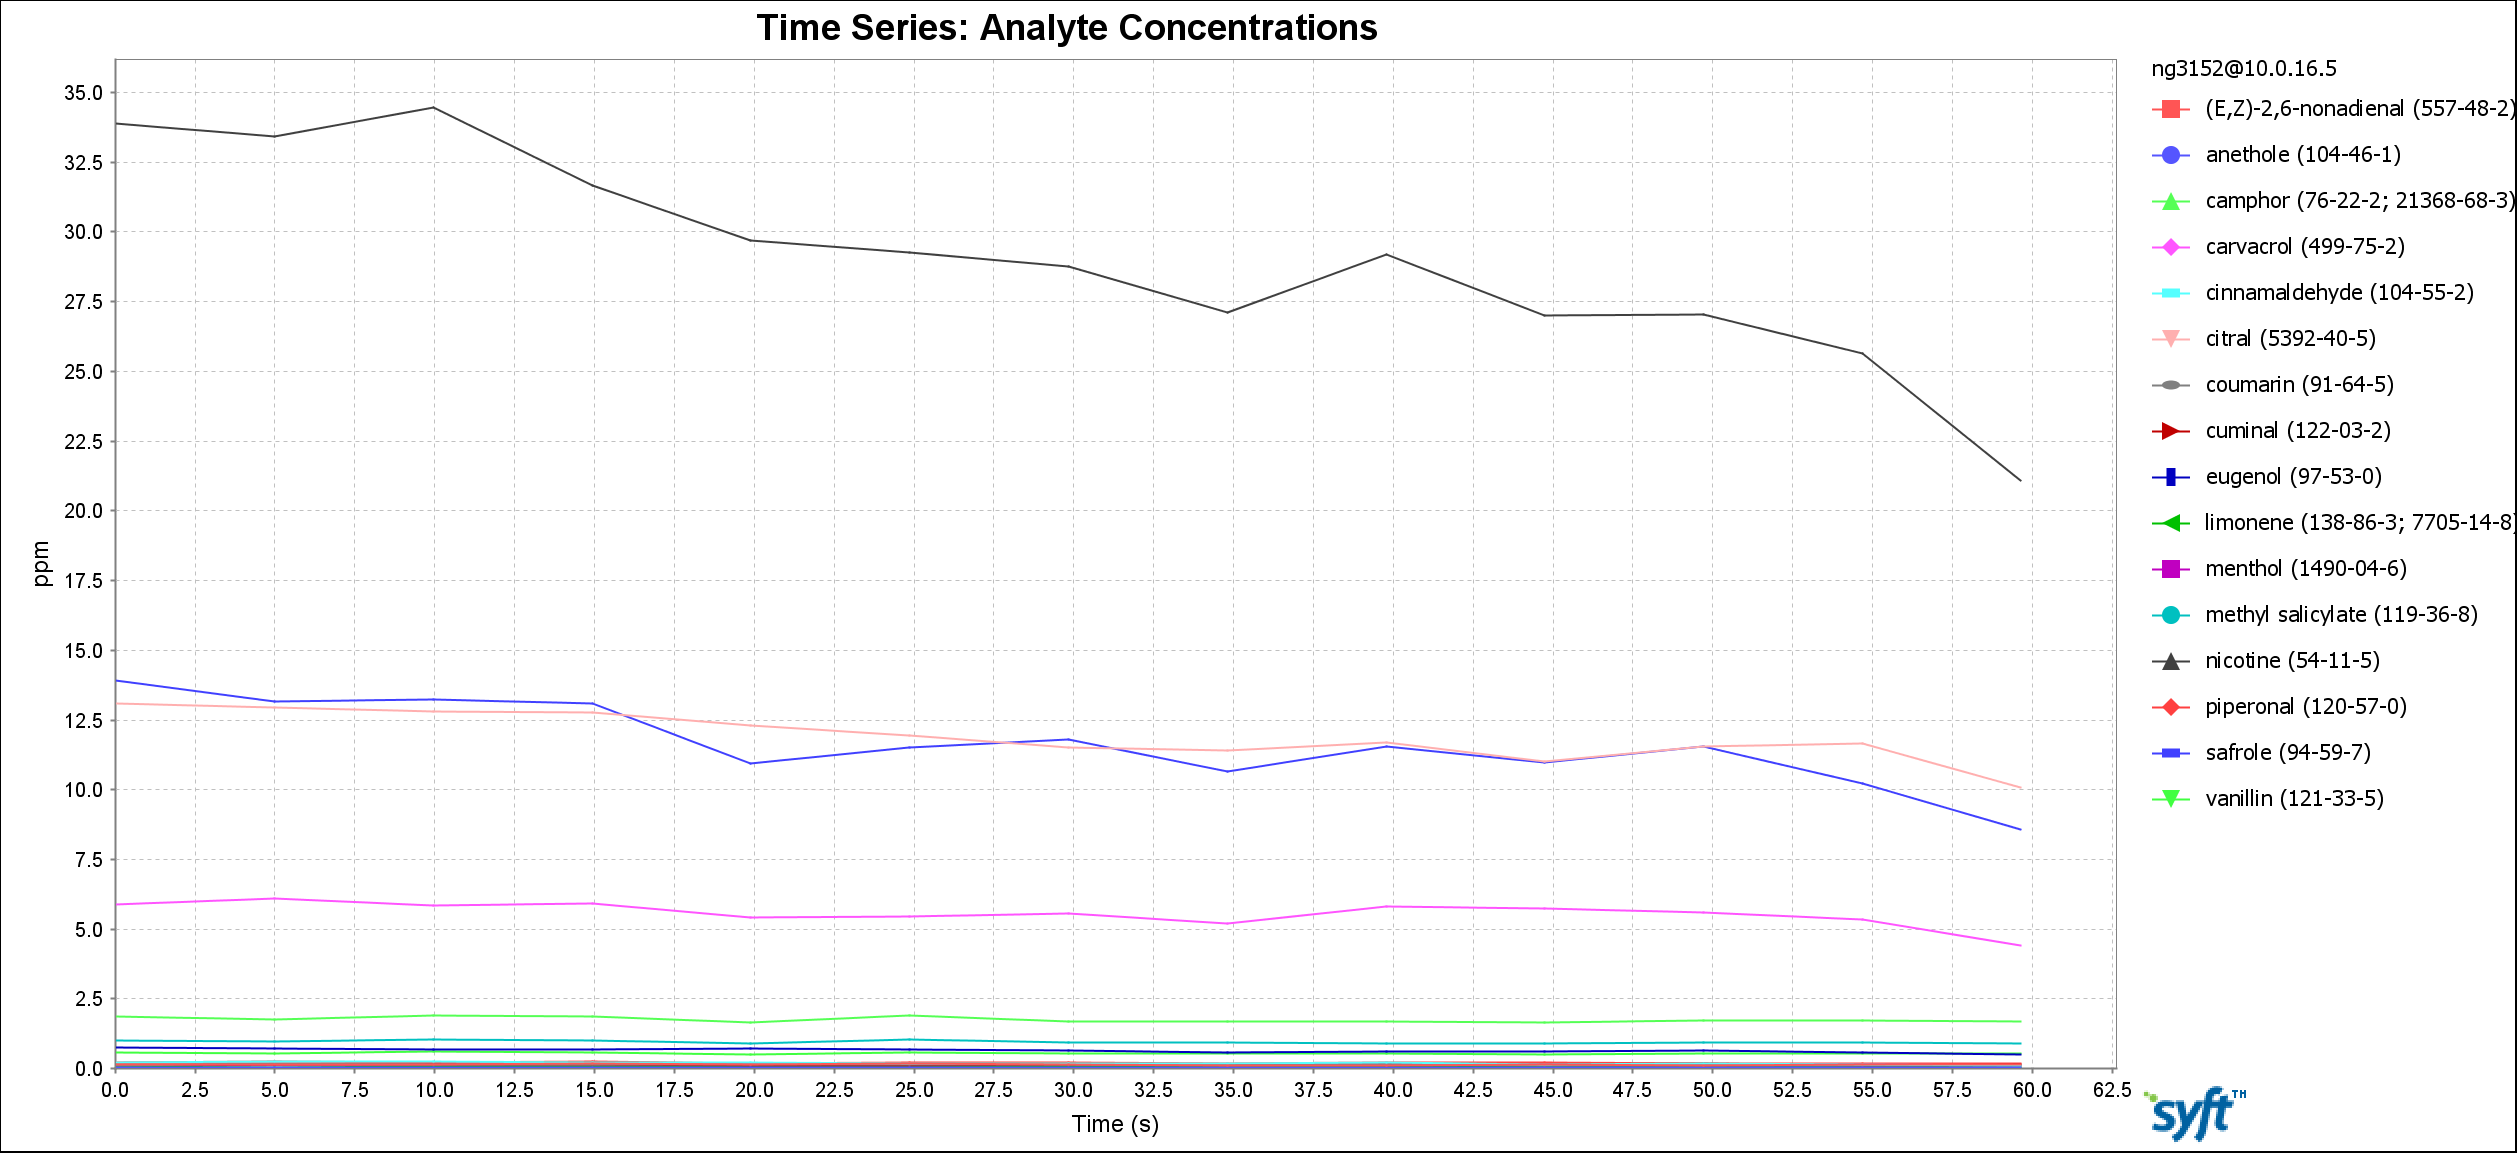 Time Series: Analyte Concentrations
ng3152@10.0.16.5
(E,Z)-2,6-nonadienal (557-48-2)
anethole (104-46-1)
camphor (76-22-2; 21368-68-3)
carvacrol (499-75-2)
cinnamaldehyde (104-55-2)
citral (5392-40-5)
coumarin (91-64-5)
cuminal (122-03-2)
eugenol (97-53-0)
limonene (138-86-3; 7705-14-8)
menthol (1490-04-6)
methyl salicylate (119-36-8)
nicotine (54-11-5)
piperonal (120-57-0)
safrole (94-59-7)
vanillin (121-33-5)
ppm
35.0
32.5
30.0
27.5
25.0
22.5
20.0
17.5
15.0
12.5
10.0
7.5
5.0
2.5
0.0
0.0 2.5 5.0 7.5 10.0 12.5 15.0 17.5 20.0 22.5 25.0 27.5 30.0 32.5 35.0 37.5 40.0 42.5 45.0 47.5 50.0 52.5 55.0 57.5 60.0 62.5
Time (s)
syft™